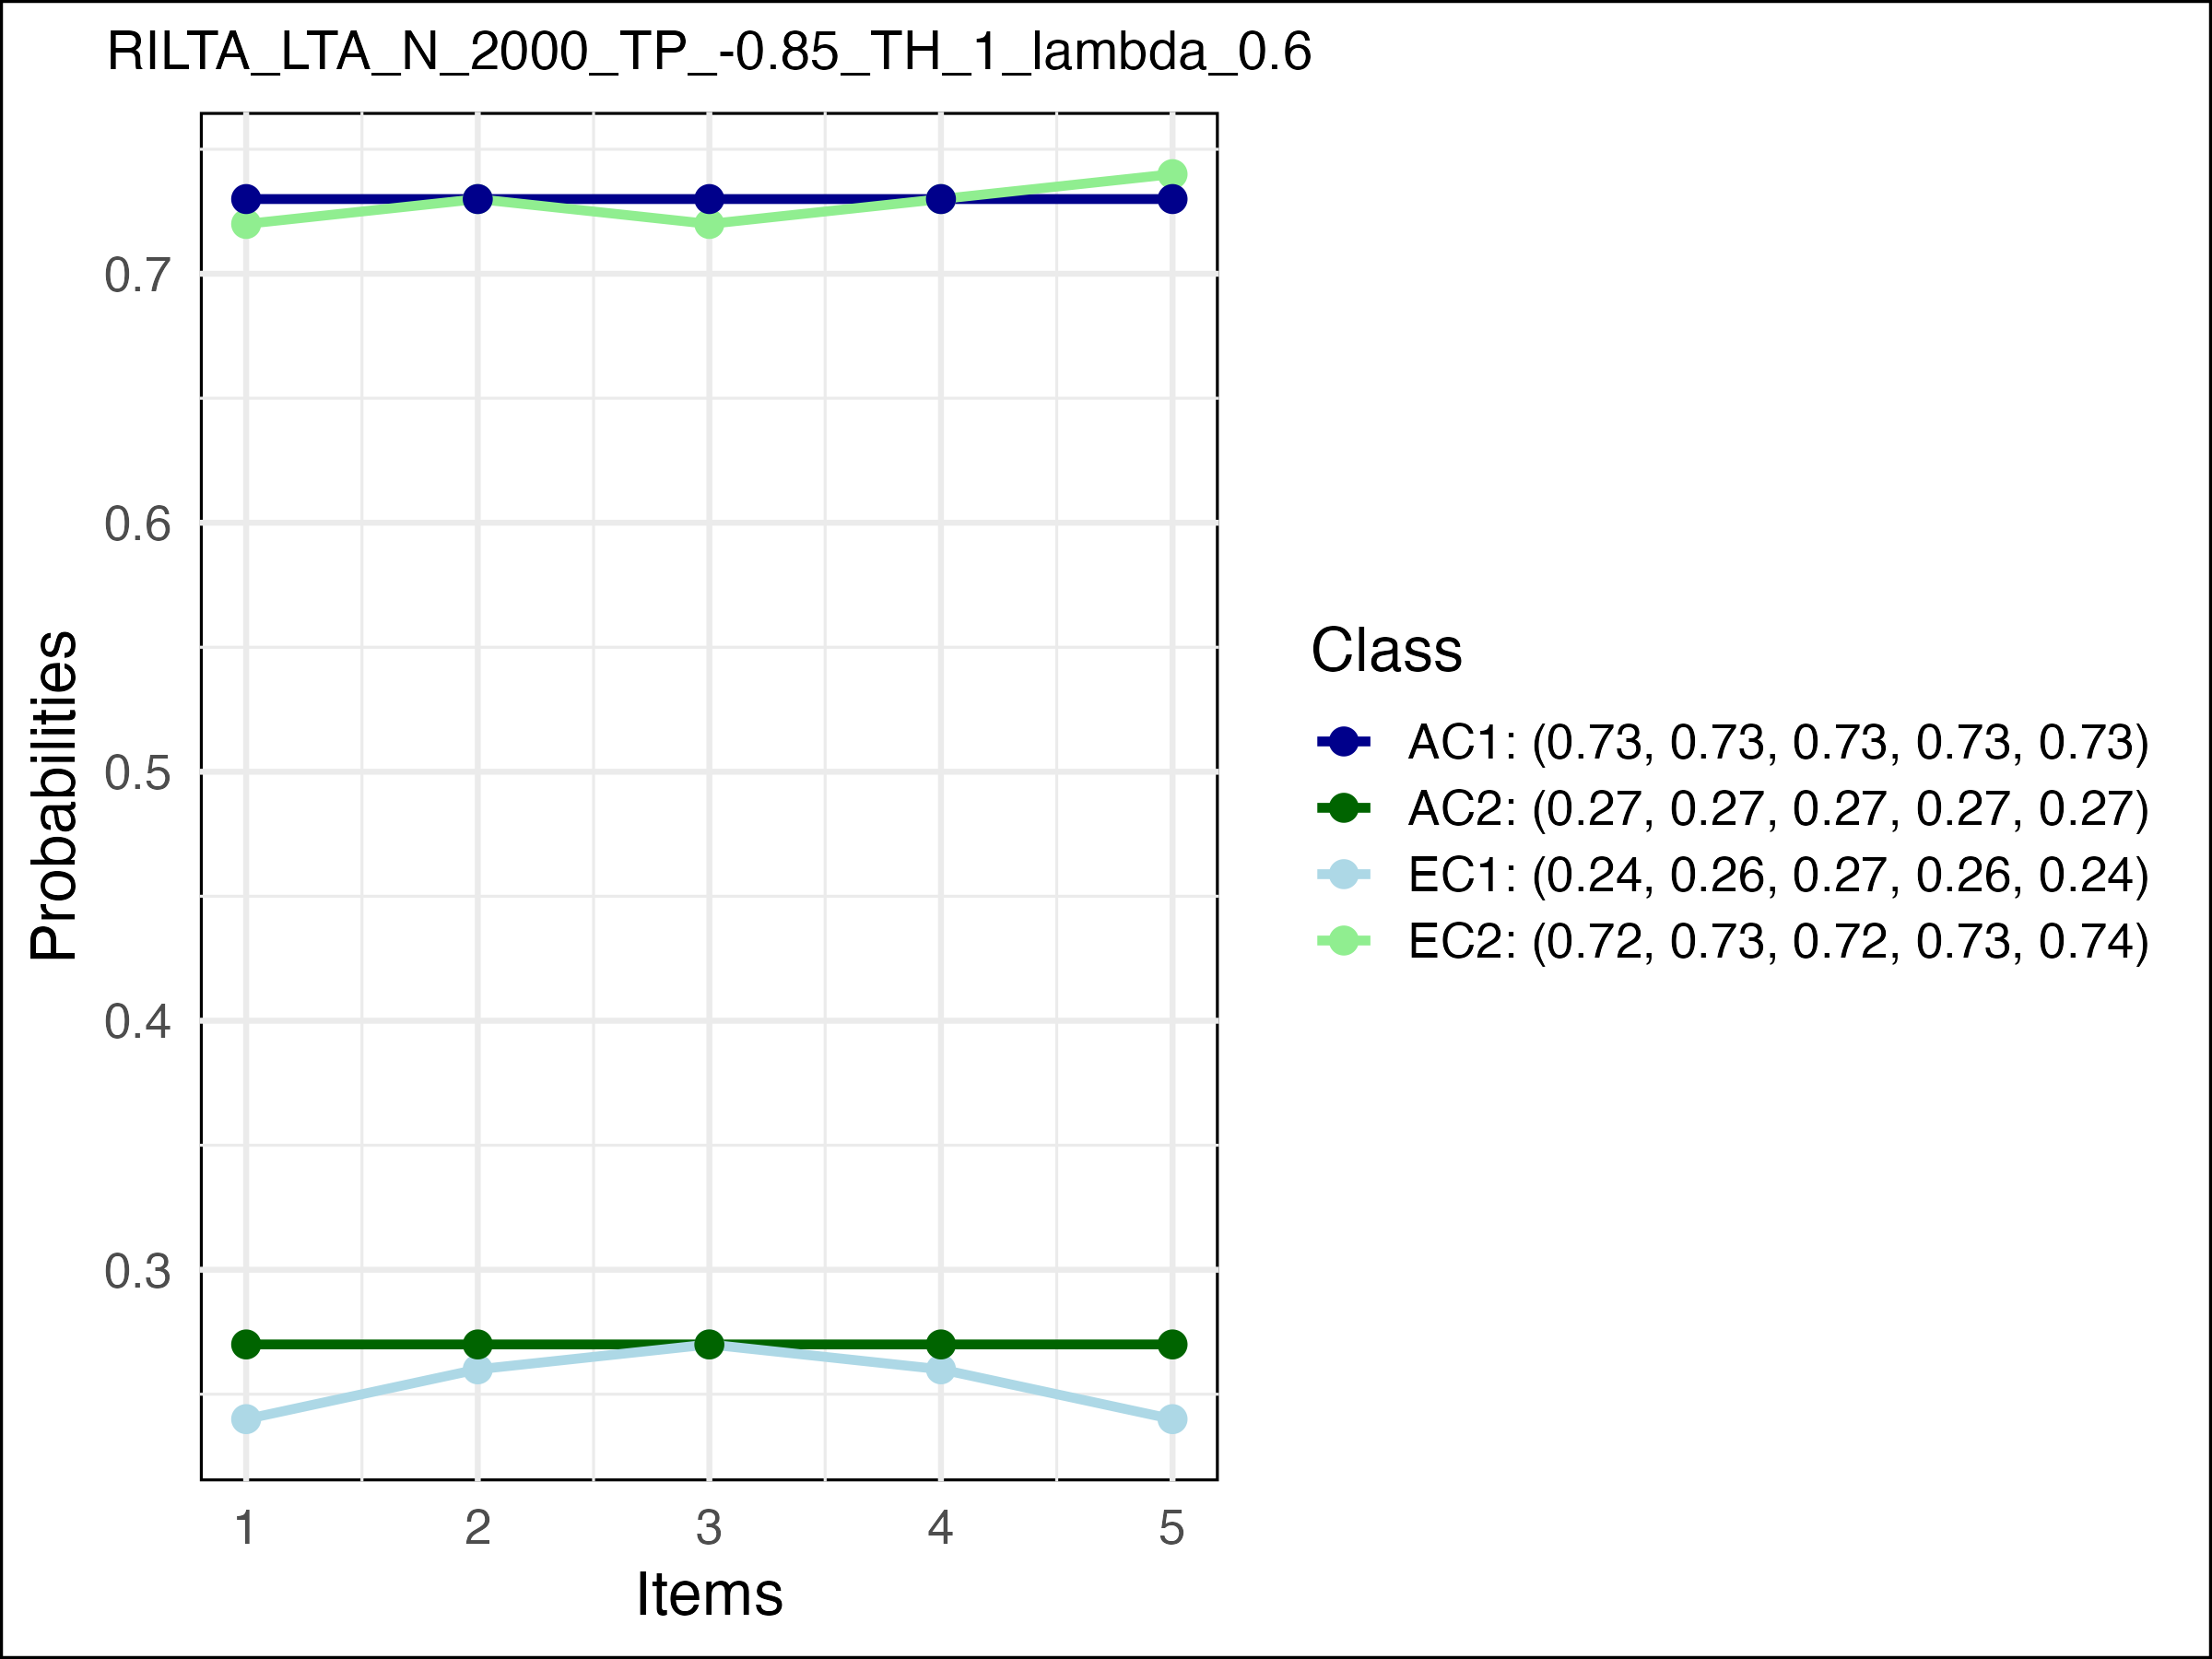 RILTA_LTA_N_2000_TP_-0.85_TH_1_lambda_0.6
Probabilities
0.7
0.6
0.5
0.4
0.3
1 2 3 4 5
Items
Class
AC1: (0.73, 0.73, 0.73, 0.73, 0.73)
AC2: (0.27, 0.27, 0.27, 0.27, 0.27)
EC1: (0.24, 0.26, 0.27, 0.26, 0.24)
EC2: (0.72, 0.73, 0.72, 0.73, 0.74)